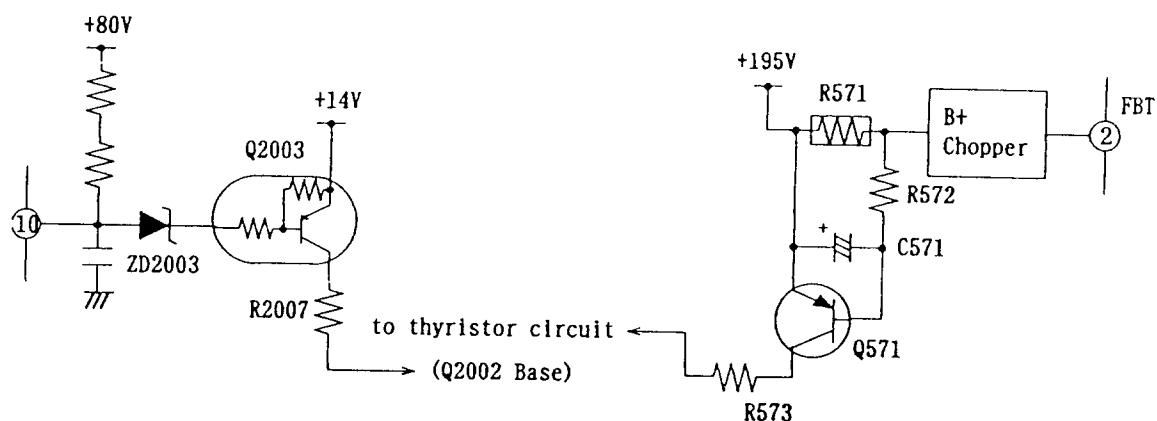 +80V
+14V
Q2003
10
ZD2003
R2007
to thyristor circuit
(Q2002 Base)
+195V
R571
B+
Chopper
2
FBT
R572
+
C571
Q571
R573